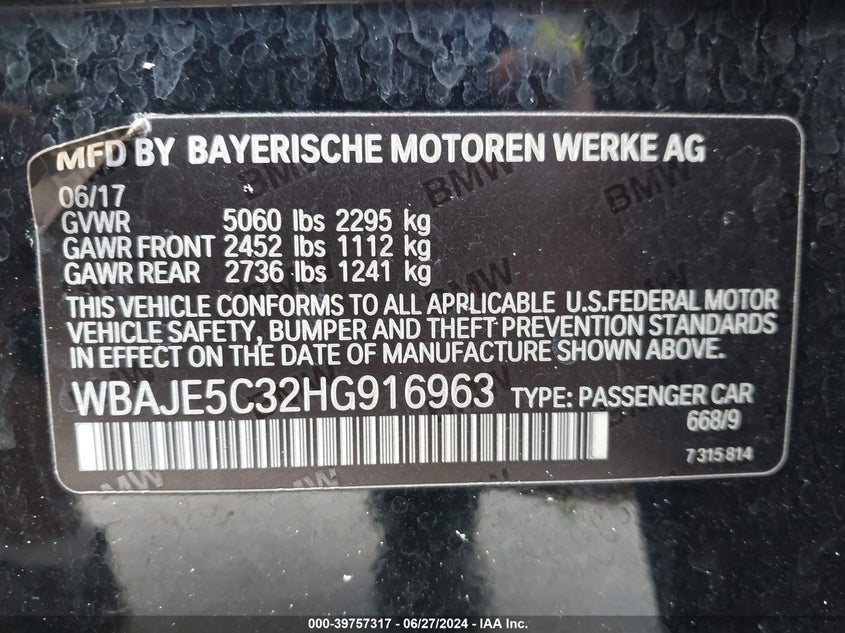 MFD BY BAYERISCHE MOTOREN WERKE AG
06/17
GVWR 5060 lbs 2295 kg
GAWR FRONT 2452 lbs 1112 kg
GAWR REAR 2736 lbs 1241 kg
THIS VEHICLE CONFORMS TO ALL APPLICABLE U.S.FEDERAL MOTOR
VEHICLE SAFETY, BUMPER AND THEFT PREVENTION STANDARDS
IN EFFECT ON THE DATE OF MANUFACTURE SHOWN ABOVE.
WBAJE5C32HG916963 TYPE: PASSENGER CAR
668/9
7 315 814
000-39757317 - 06/27/2024 - IAA Inc.